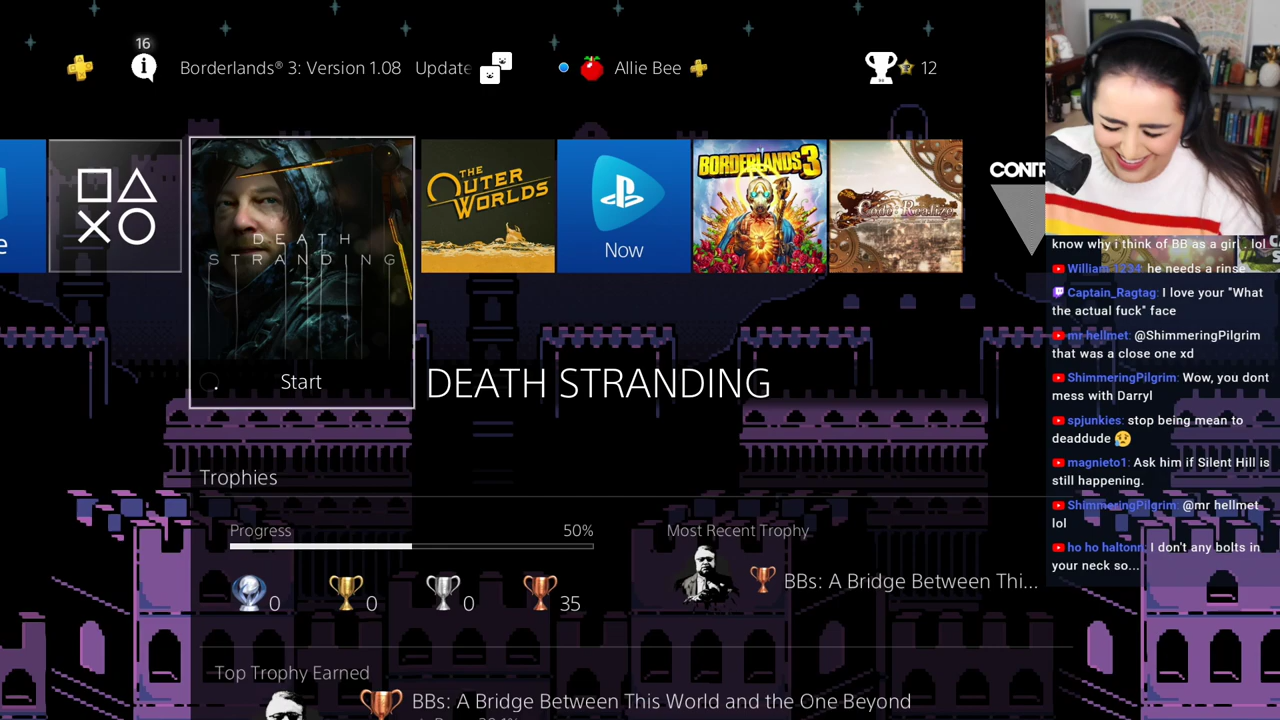 16
Borderlands® 3: Version 1.08 Update
Allie Bee
12
THE OUTER WORLDS
BORDERLANDS 3
Code: Realize
Now
e
DEATH
STRANDING
Start
DEATH STRANDING
Trophies
Progress
50%
0
0
0
35
Most Recent Trophy
BBs: A Bridge Between Thi...
Top Trophy Earned
BBs: A Bridge Between This World and the One Beyond
know why i think of BB as a girl . lol
William 1234: he needs a rinse
Captain_Ragtag: I love your "What
the actual fuck" face
mr hellmet: @ShimmeringPilgrim
that was a close one xd
ShimmeringPilgrim: Wow, you dont
mess with Darryl
spjunkies: stop being mean to
deaddude 😥
magnieto1: Ask him if Silent Hill is
still happening.
ShimmeringPilgrim: @mr hellmet
lol
ho ho haltonn: I don't any bolts in
your neck so...